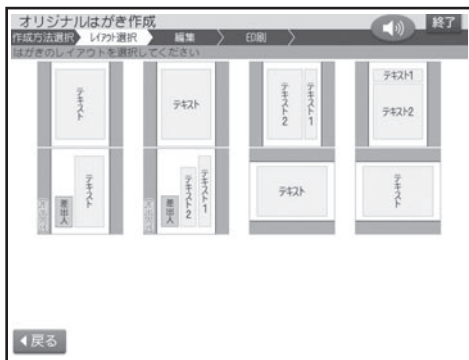 オリジナルはがき作成
終了
作成方法選択 レイアウト選択 編集 印刷
はがきのレイアウトを選択してください
テキスト
テキスト
テキスト2 テキスト1
テキスト1
テキスト2
差出人 テキスト
差出人 テキスト2 テキスト1
テキスト
テキスト
戻る